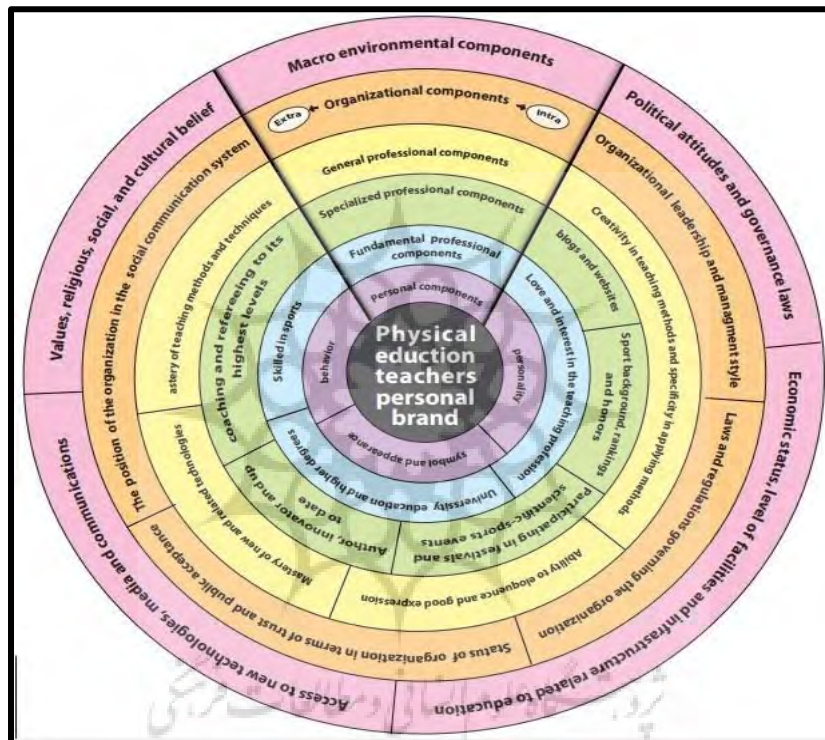 Macro environmental components
Organizational components
Extra
Intra
General professional components
Specialized professional components
Fundamental professional
components
Personal components
Physical
eduction
teachers
personal
brand
personality
symbol and appearance
behavior
Love and interest in the teaching profession
University education and higher degrees
Skilled in sports
blogs and websites
Sport background, rankings
and honors
Participating in festivals and
scientific-sports events
Author, innovator and up
to date
coaching and refereeing to its
highest levels
Creativity in teaching methods and specificity in applying methods
Ability to eloquence and good expression
Mastery of new and related technologies
astery of teaching methods and techniques
Organizational leadership and managment style
Laws and regulations governing the organization
Status of organization in terms of trust and public acceptance
The position of the organization in the social communication system
Political attitudes and governance laws
Economic status, level of facilities and infrastructure related to education
Access to new technologies, media and communications
Values, religious, social, and cultural belief
پژوهشگاه علوم انسانی و مطالعات فرهنگی